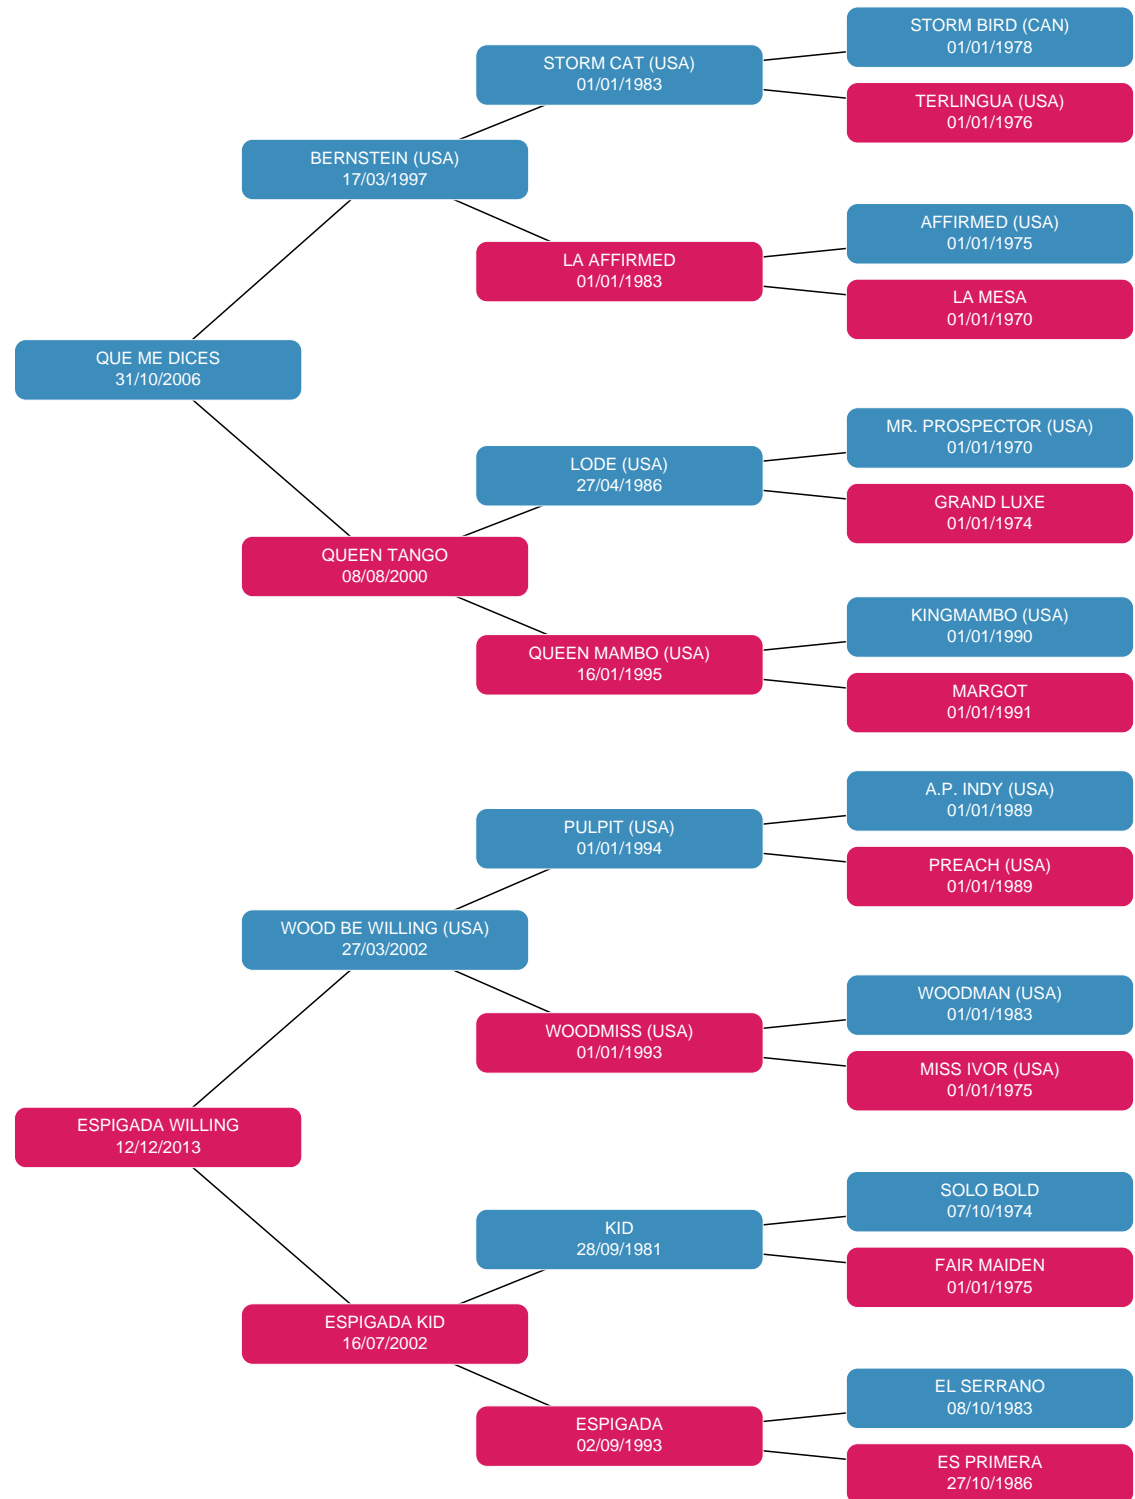 STORM BIRD (CAN)
01/01/1978
STORM CAT (USA)
01/01/1983
TERLINGUA (USA)
01/01/1976
BERNSTEIN (USA)
17/03/1997
AFFIRMED (USA)
01/01/1975
LA AFFIRMED
01/01/1983
LA MESA
01/01/1970
QUE ME DICES
31/10/2006
MR. PROSPECTOR (USA)
01/01/1970
LODE (USA)
27/04/1986
GRAND LUXE
01/01/1974
QUEEN TANGO
08/08/2000
KINGMAMBO (USA)
01/01/1990
QUEEN MAMBO (USA)
16/01/1995
MARGOT
01/01/1991
A.P. INDY (USA)
01/01/1989
PULPIT (USA)
01/01/1994
PREACH (USA)
01/01/1989
WOOD BE WILLING (USA)
27/03/2002
WOODMAN (USA)
01/01/1983
WOODMISS (USA)
01/01/1993
MISS IVOR (USA)
01/01/1975
ESPIGADA WILLING
12/12/2013
SOLO BOLD
07/10/1974
KID
28/09/1981
FAIR MAIDEN
01/01/1975
ESPIGADA KID
16/07/2002
EL SERRANO
08/10/1983
ESPIGADA
02/09/1993
ES PRIMERA
27/10/1986